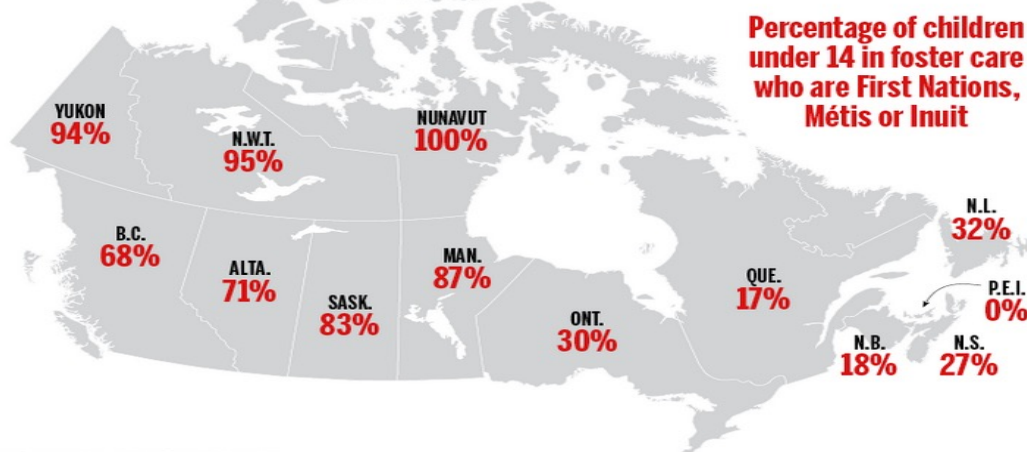 Percentage of children
under 14 in foster care
who are First Nations,
Métis or Inuit
YUKON
94%
N.W.T.
95%
NUNAVUT
100%
B.C.
68%
ALTA.
71%
SASK.
83%
MAN.
87%
ONT.
30%
QUE.
17%
N.L.
32%
P.E.I.
0%
N.B.
18%
N.S.
27%